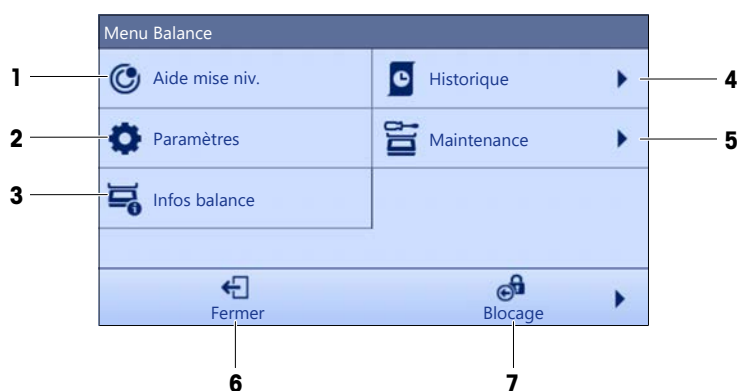 Menu Balance
1 Aide mise niv. Historique 4
2 Paramètres Maintenance 5
3 Infos balance
Fermer Blocage
6 7